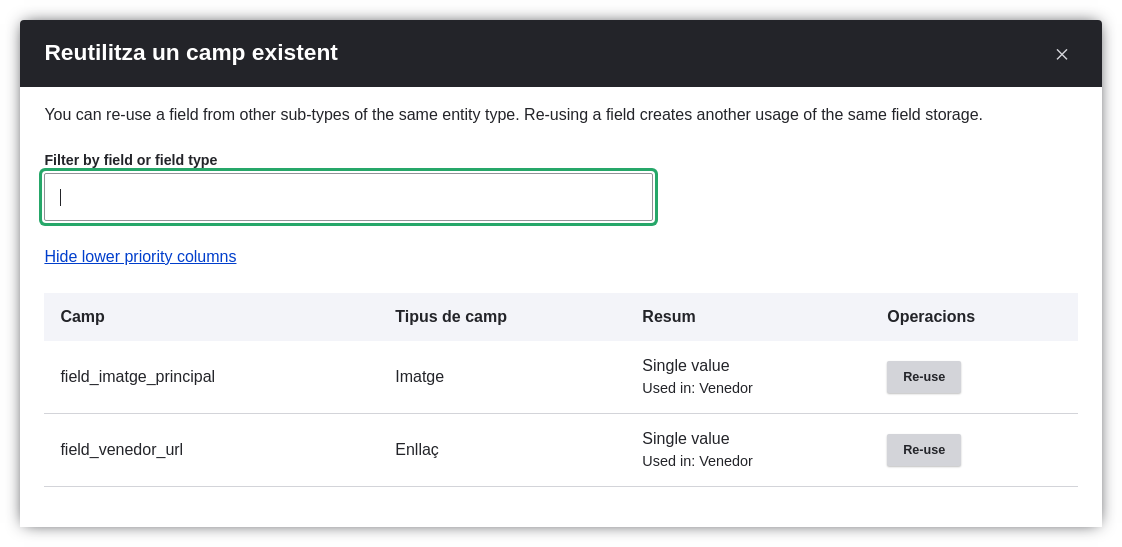 Reutilitza un camp existent
You can re-use a field from other sub-types of the same entity type. Re-using a field creates another usage of the same field storage.
Filter by field or field type
Hide lower priority columns
Camp Tipus de camp Resum Operacions
field_imatge_principal Imatge Single value Re-use
Used in: Venedor
field_venedor_url Enllaç Single value Re-use
Used in: Venedor